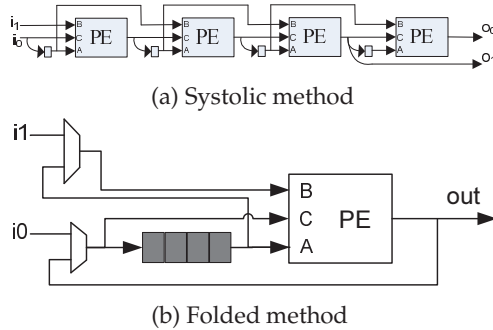 i1 B PE B PE B PE B PE
i0 C C C C o0
A A A A o1
(a) Systolic method
i1
B
C PE out
i0 A
(b) Folded method